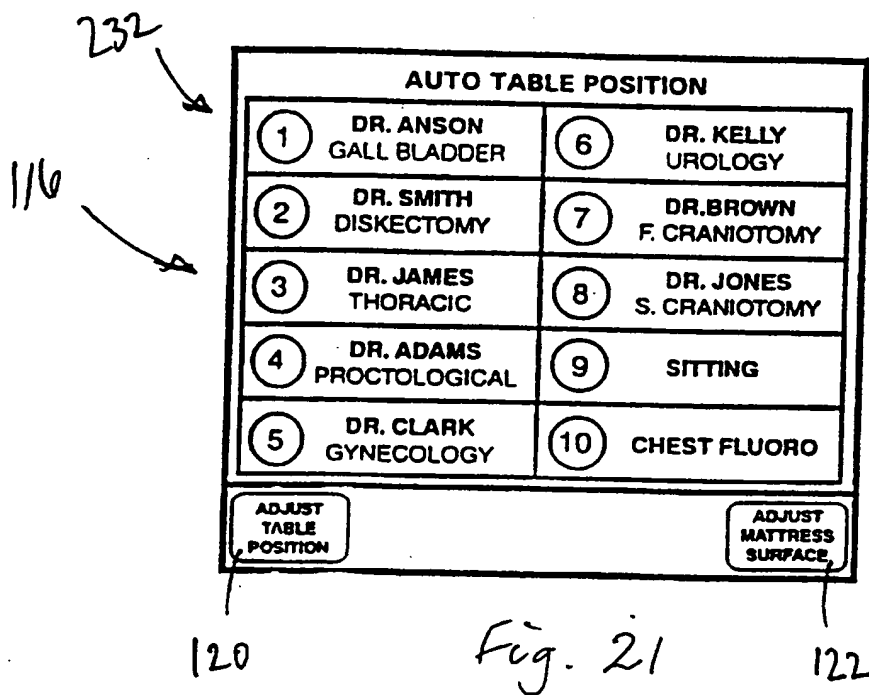 232
116
AUTO TABLE POSITION
1 DR. ANSON
GALL BLADDER
2 DR. SMITH
DISKECTOMY
3 DR. JAMES
THORACIC
4 DR. ADAMS
PROCTOLOGICAL
5 DR. CLARK
GYNECOLOGY
6 DR. KELLY
UROLOGY
7 DR.BROWN
F. CRANIOTOMY
8 DR. JONES
S. CRANIOTOMY
9 SITTING
10 CHEST FLUORO
ADJUST
TABLE
POSITION
ADJUST
MATTRESS
SURFACE
120
Fig. 21
122